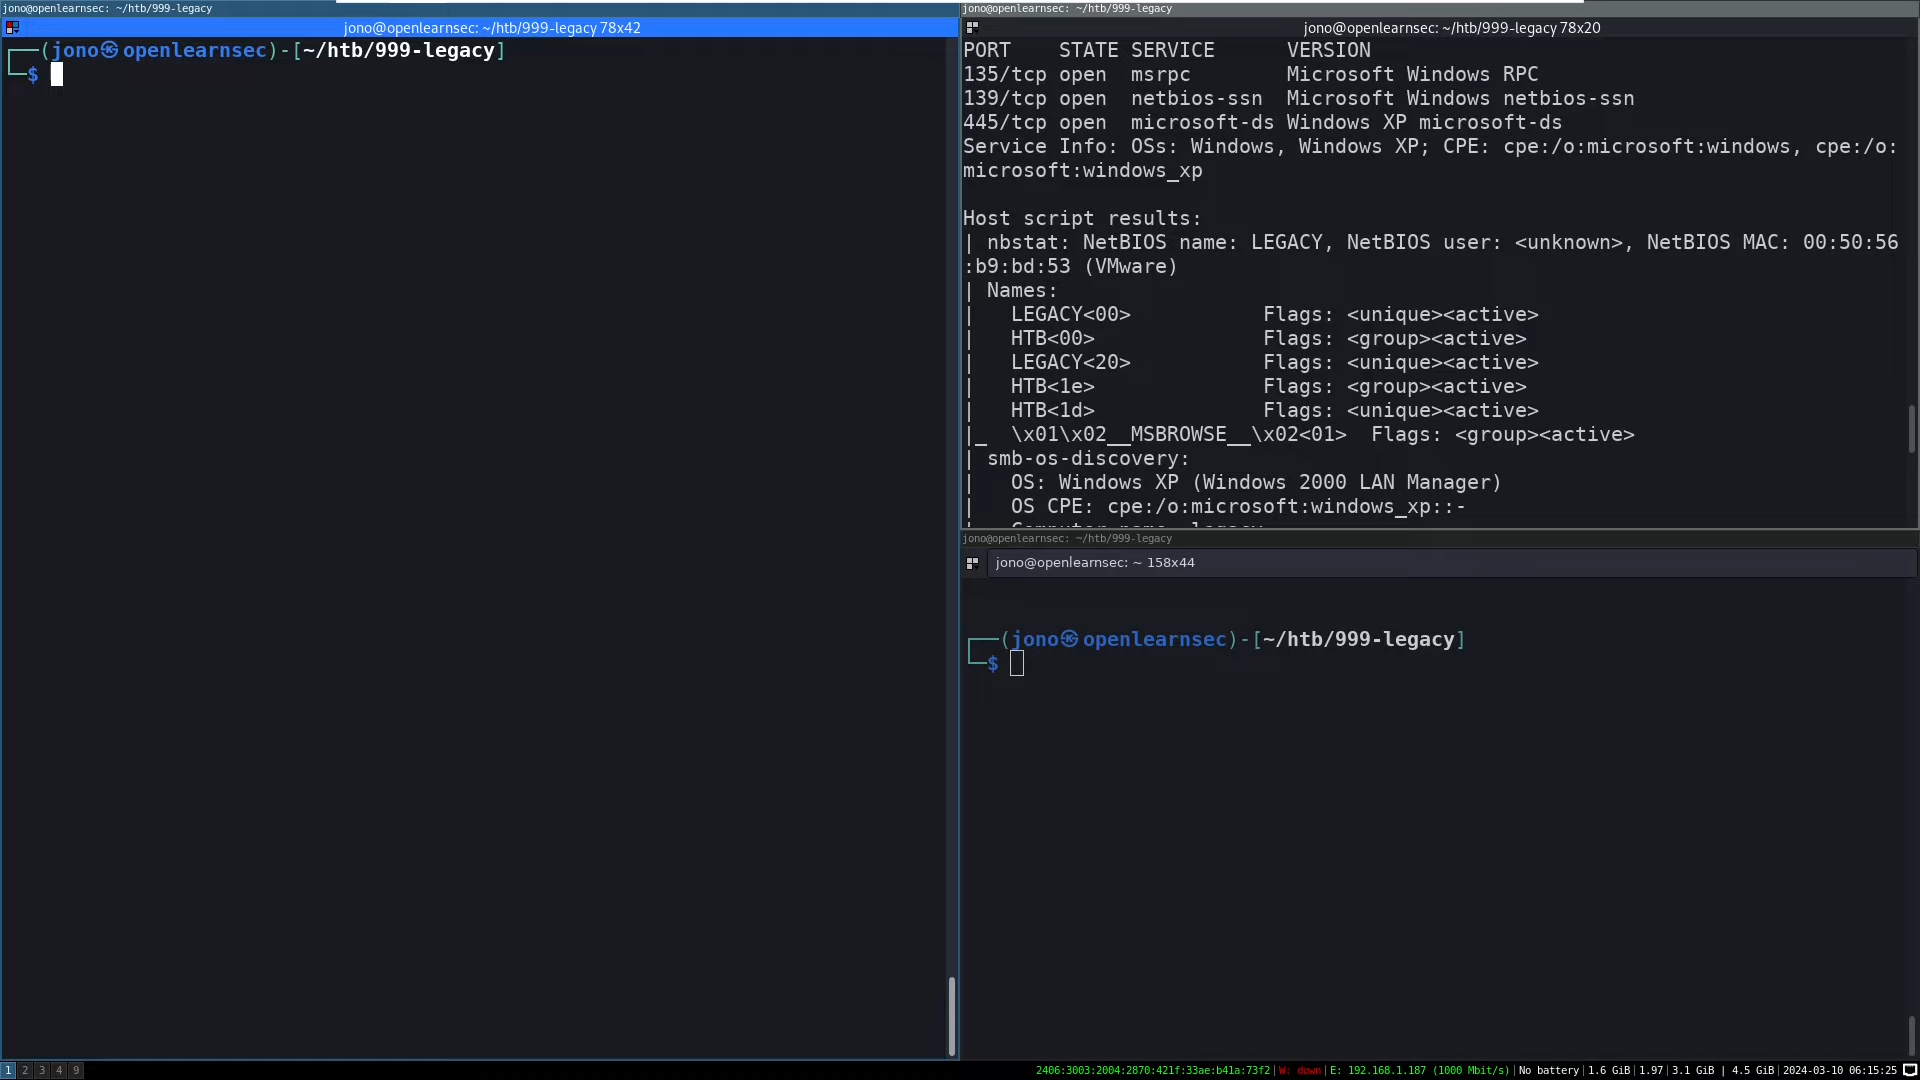 jono@openlearnsec: ~/htb/999-legacy
jono@openlearnsec: ~/htb/999-legacy 78x42
┌──(jono㉿openlearnsec)-[~/htb/999-legacy]
└─$
jono@openlearnsec: ~/htb/999-legacy
jono@openlearnsec: ~/htb/999-legacy 78x20
PORT    STATE SERVICE      VERSION
135/tcp open  msrpc        Microsoft Windows RPC
139/tcp open  netbios-ssn  Microsoft Windows netbios-ssn
445/tcp open  microsoft-ds Windows XP microsoft-ds
Service Info: OSs: Windows, Windows XP; CPE: cpe:/o:microsoft:windows, cpe:/o:
microsoft:windows_xp
Host script results:
| nbstat: NetBIOS name: LEGACY, NetBIOS user: <unknown>, NetBIOS MAC: 00:50:56
:b9:bd:53 (VMware)
| Names:
|   LEGACY<00>           Flags: <unique><active>
|   HTB<00>              Flags: <group><active>
|   LEGACY<20>           Flags: <unique><active>
|   HTB<1e>              Flags: <group><active>
|   HTB<1d>              Flags: <unique><active>
|_  \x01\x02__MSBROWSE__\x02<01>  Flags: <group><active>
| smb-os-discovery:
|   OS: Windows XP (Windows 2000 LAN Manager)
|   OS CPE: cpe:/o:microsoft:windows_xp::-
|   Computer name: legacy
jono@openlearnsec: ~/htb/999-legacy
jono@openlearnsec: ~ 158x44
┌──(jono㉿openlearnsec)-[~/htb/999-legacy]
└─$
1 2 3 4 9
2406:3003:2004:2870:421f:33ae:b41a:73f2|W: down|E: 192.168.1.187 (1000 Mbit/s)|No battery|1.6 GiB|1.97|3.1 GiB | 4.5 GiB|2024-03-10 06:15:25